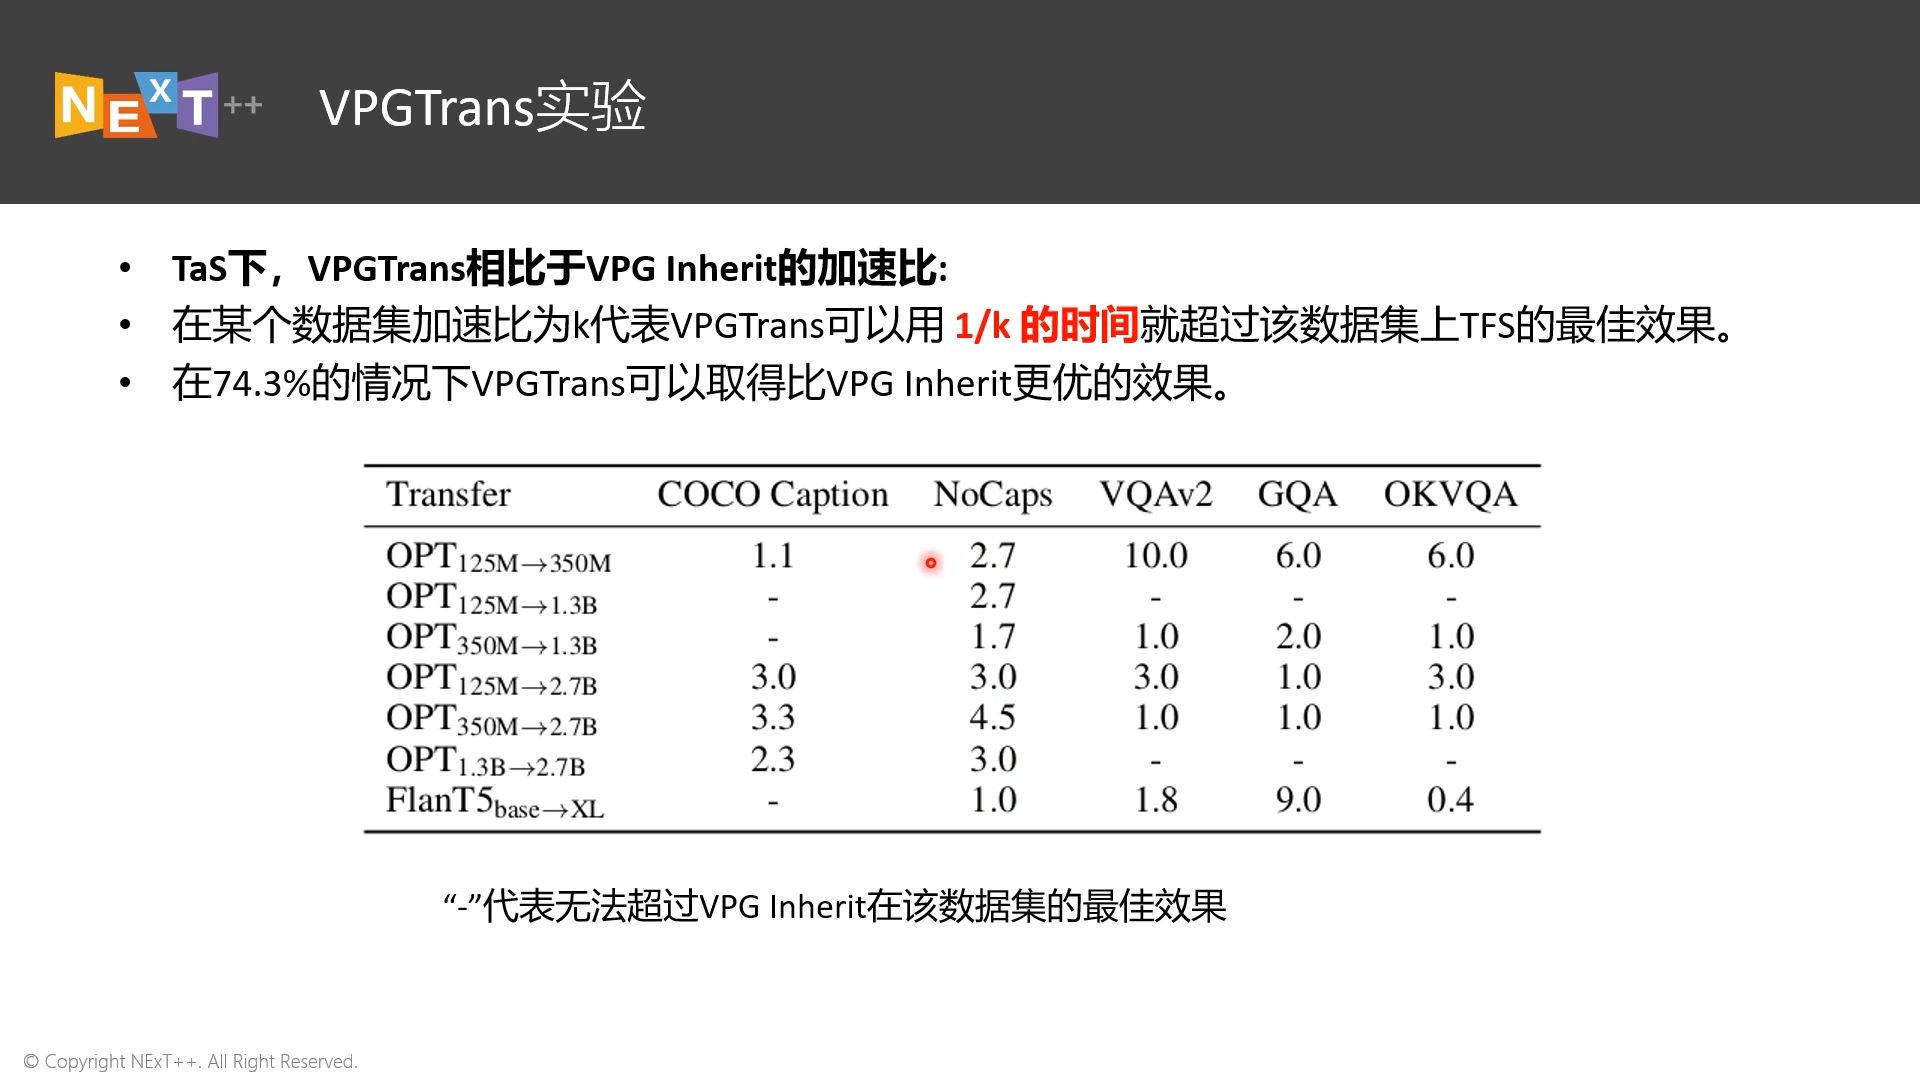 NExT++
VPGTrans实验
• TaS下，VPGTrans相比于VPG Inherit的加速比:
• 在某个数据集加速比为k代表VPGTrans可以用 1/k 的时间就超过该数据集上TFS的最佳效果。
• 在74.3%的情况下VPGTrans可以取得比VPG Inherit更优的效果。
Transfer COCO Caption NoCaps VQAv2 GQA OKVQA
OPT125M→350M 1.1 2.7 10.0 6.0 6.0
OPT125M→1.3B - 2.7 - - -
OPT350M→1.3B - 1.7 1.0 2.0 1.0
OPT125M→2.7B 3.0 3.0 3.0 1.0 3.0
OPT350M→2.7B 3.3 4.5 1.0 1.0 1.0
OPT1.3B→2.7B 2.3 3.0 - - -
FlanT5base→XL - 1.0 1.8 9.0 0.4
“-”代表无法超过VPG Inherit在该数据集的最佳效果
© Copyright NExT++. All Right Reserved.